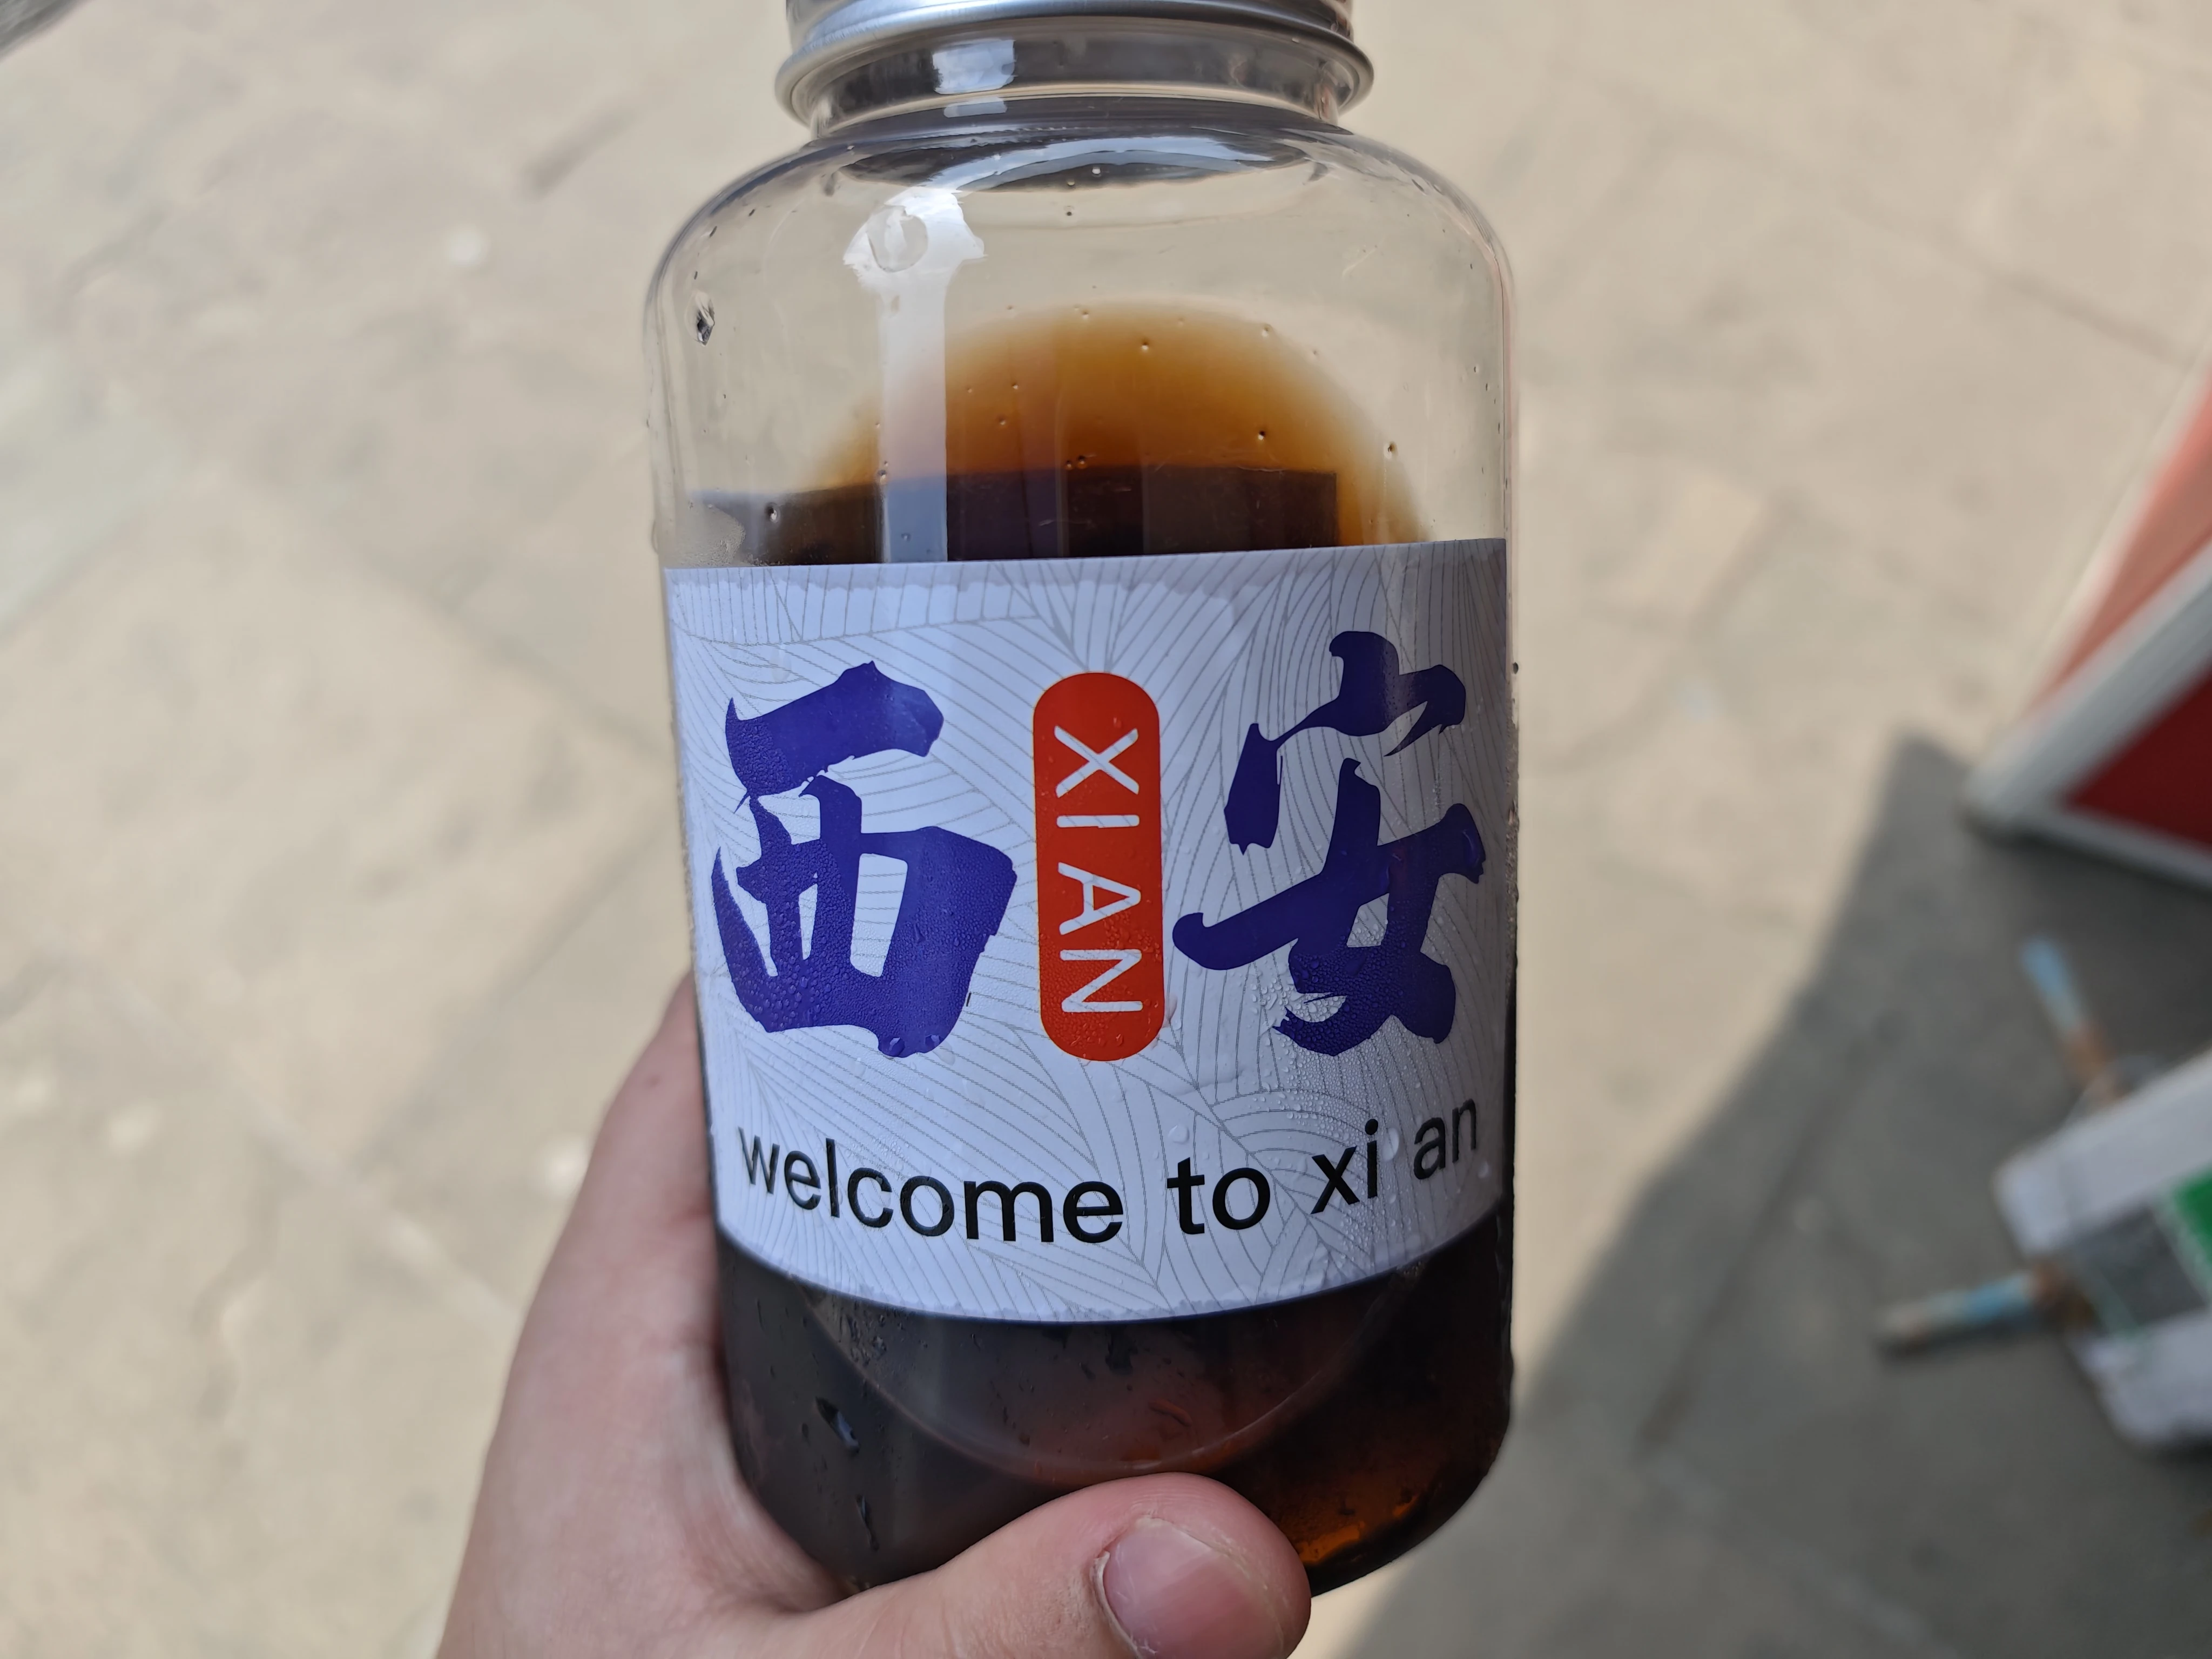 西
XI AN
安
welcome to xi an